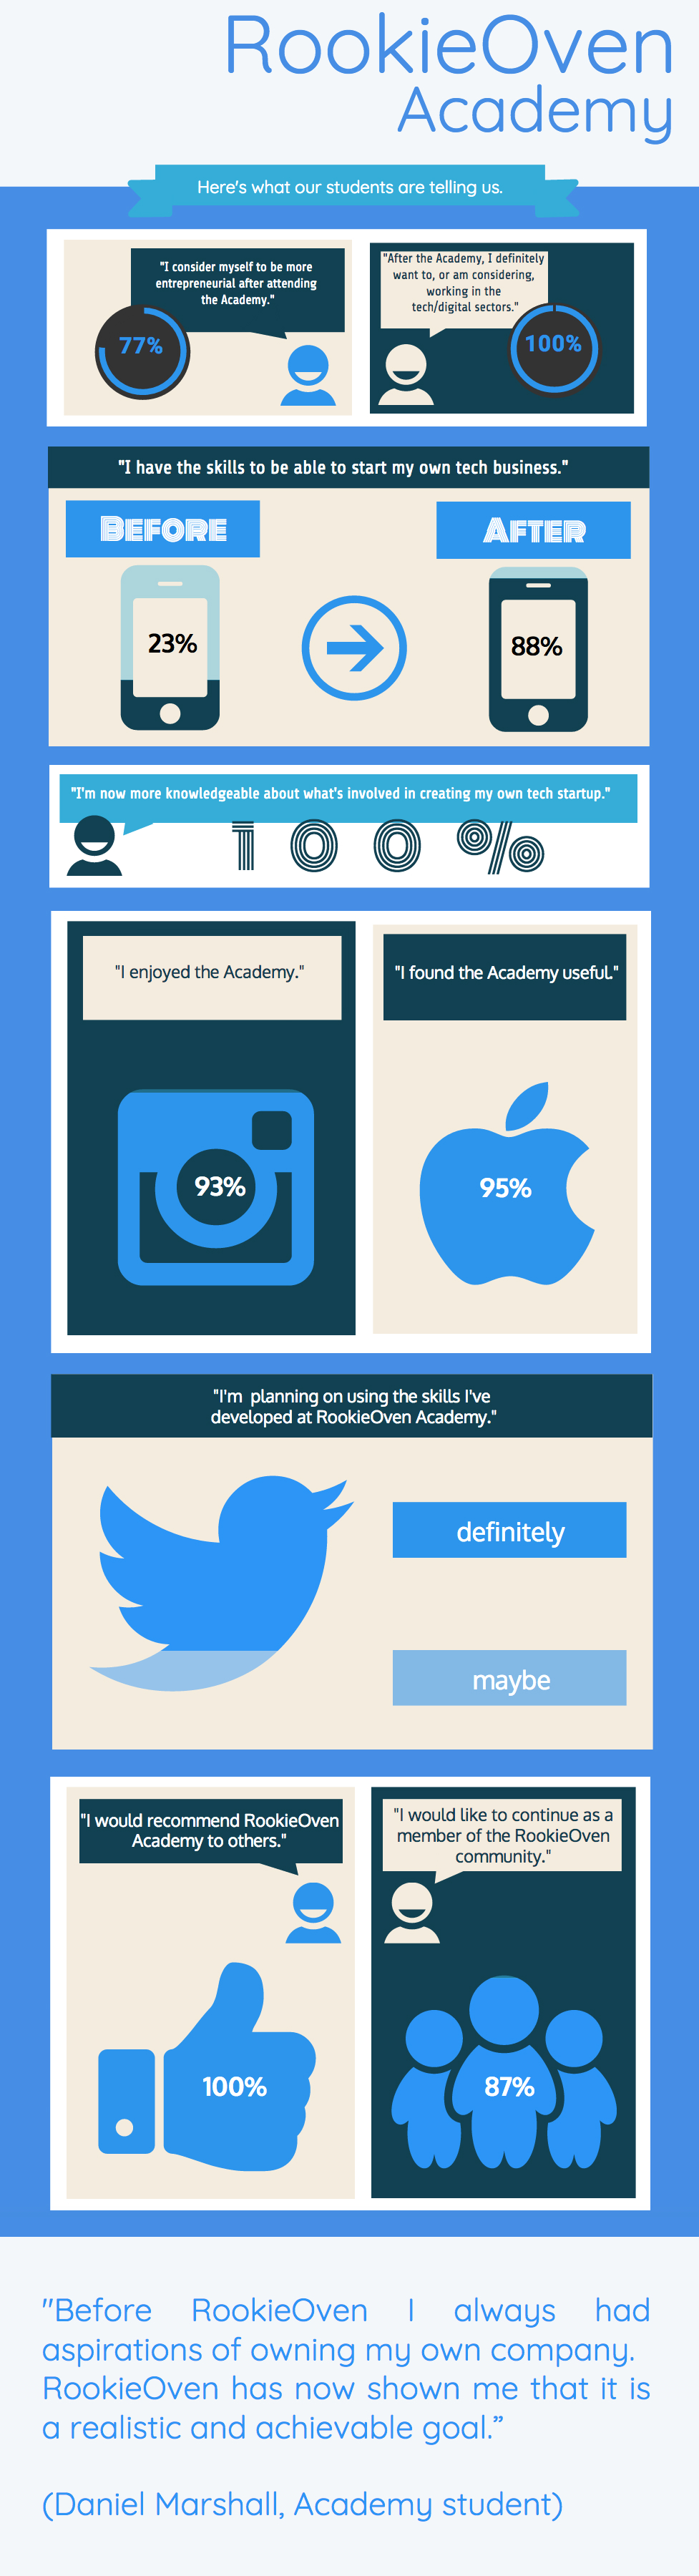 RookieOven
Academy
Here's what our students are telling us.
"I consider myself to be more
entrepreneurial after attending
the Academy."
77%
"After the Academy, I definitely
want to, or am considering,
working in the
tech/digital sectors."
100%
"I have the skills to be able to start my own tech business."
BEFORE
AFTER
23%
88%
"I'm now more knowledgeable about what's involved in creating my own tech startup."
100%
"I enjoyed the Academy."
"I found the Academy useful."
93%
95%
"I'm planning on using the skills I've
developed at RookieOven Academy."
definitely
maybe
"I would recommend RookieOven
Academy to others."
100%
"I would like to continue as a
member of the RookieOven
community."
87%
"Before RookieOven I always had
aspirations of owning my own company.
RookieOven has now shown me that it is
a realistic and achievable goal.”
(Daniel Marshall, Academy student)